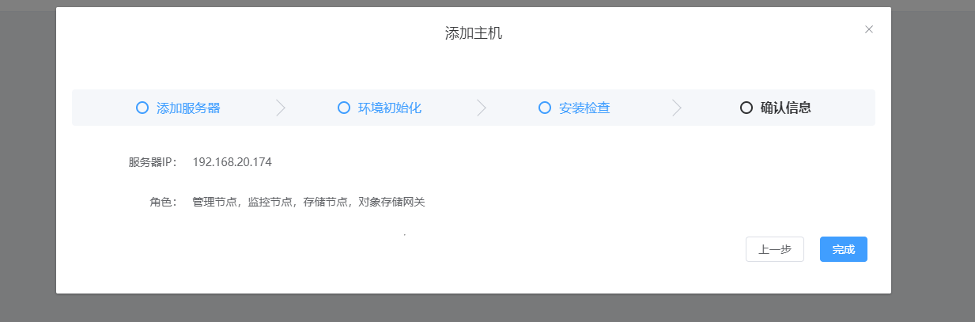 添加主机
添加服务器 环境初始化 安装检查 确认信息
服务器IP： 192.168.20.174
角色： 管理节点，监控节点，存储节点，对象存储网关
上一步 完成